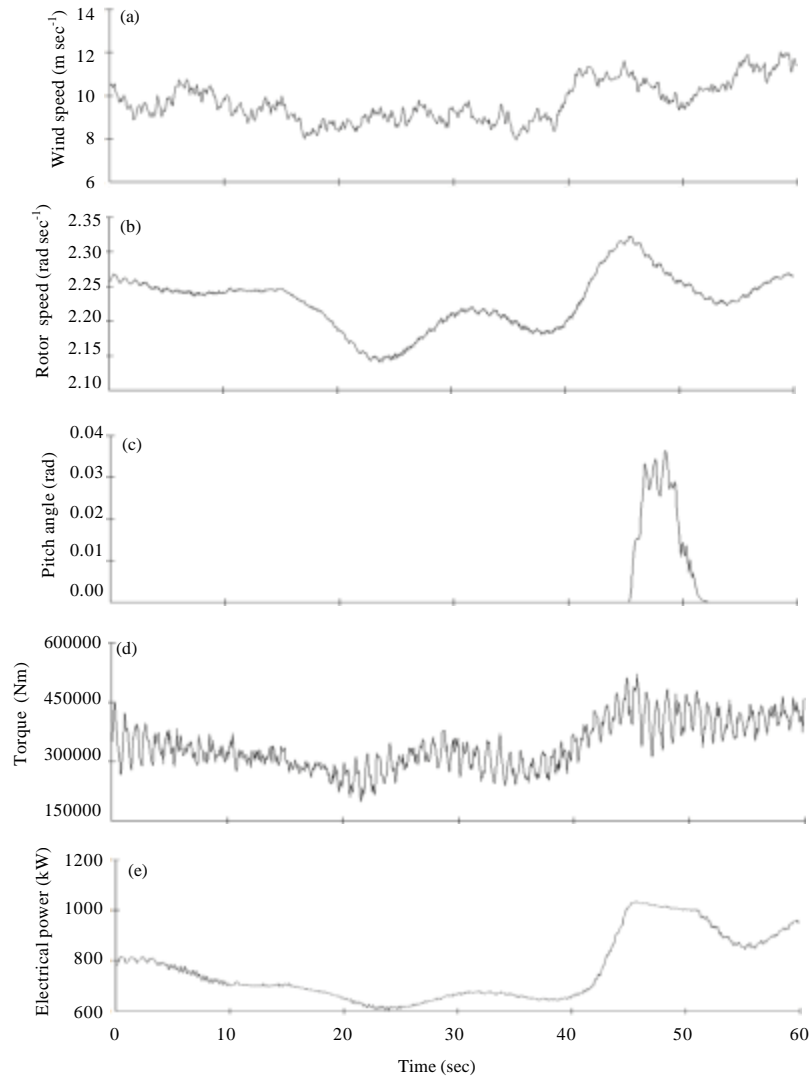 (a)
Wind speed (m sec⁻¹)
14
12
10
8
6
(b)
Rotor speed (rad sec⁻¹)
2.35
2.30
2.25
2.20
2.15
2.10
(c)
Pitch angle (rad)
0.04
0.03
0.02
0.01
0.00
(d)
Torque (Nm)
600000
450000
300000
150000
(e)
Electrical power (kW)
1200
1000
800
600
0 10 20 30 40 50 60
Time (sec)